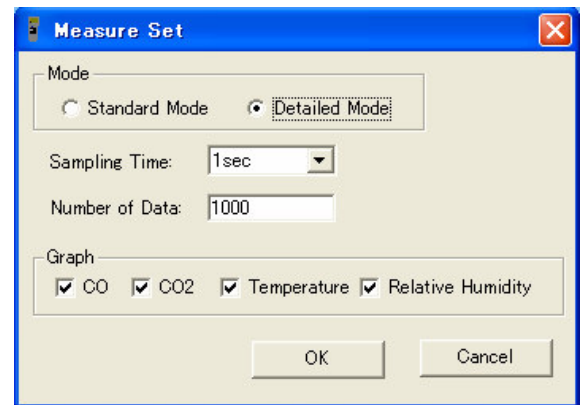 Measure Set
Mode
Standard Mode Detailed Mode
Sampling Time: 1sec
Number of Data: 1000
Graph
CO CO2 Temperature Relative Humidity
OK Cancel